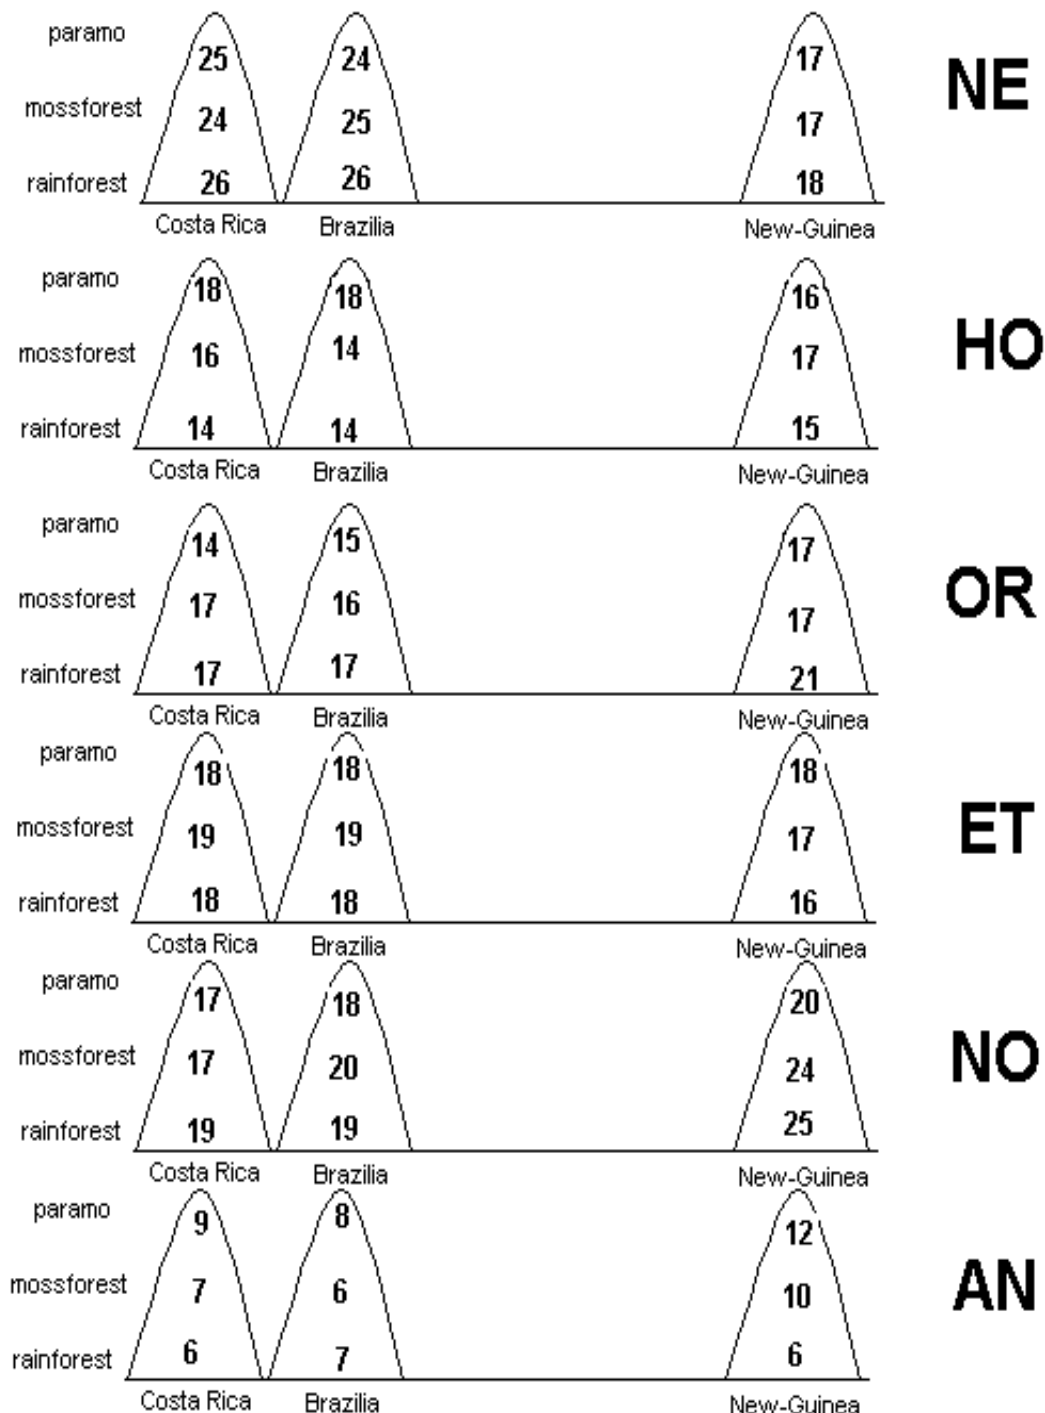 paramo 25 24 17 NE
mossforest 24 25 17
rainforest 26 26 18
Costa Rica Brazilia New-Guinea
paramo 18 18 16 HO
mossforest 16 14 17
rainforest 14 14 15
Costa Rica Brazilia New-Guinea
paramo 14 15 17 OR
mossforest 17 16 17
rainforest 17 17 21
Costa Rica Brazilia New-Guinea
paramo 18 18 18 ET
mossforest 19 19 17
rainforest 18 18 16
Costa Rica Brazilia New-Guinea
paramo 17 18 20 NO
mossforest 17 20 24
rainforest 19 19 25
Costa Rica Brazilia New-Guinea
paramo 9 8 12 AN
mossforest 7 6 10
rainforest 6 7 6
Costa Rica Brazilia New-Guinea